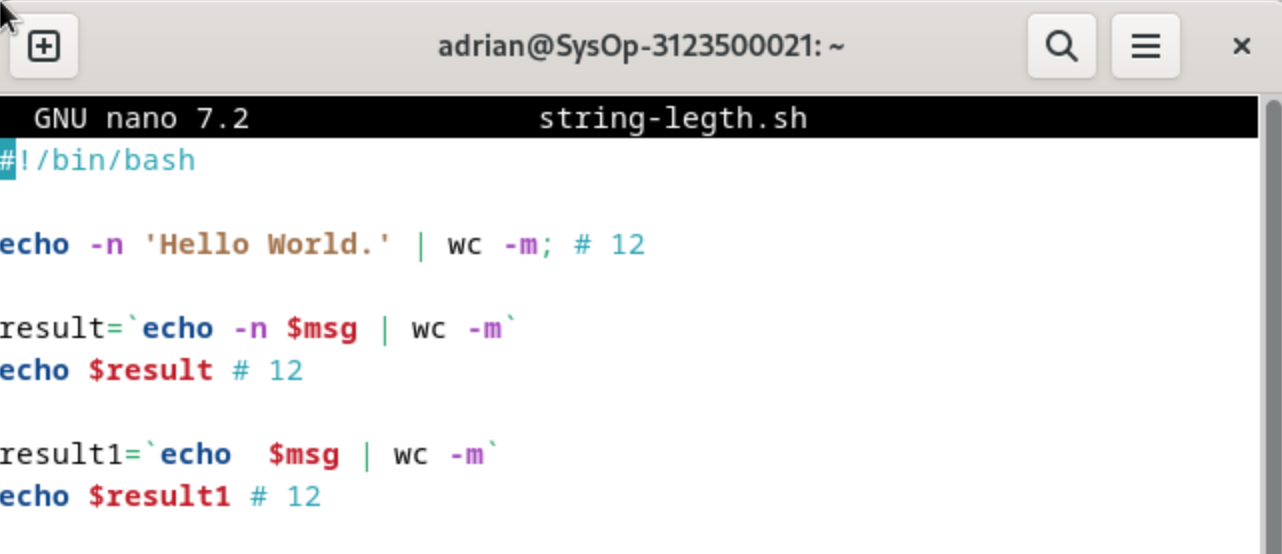 adrian@SysOp-3123500021: ~
GNU nano 7.2 string-legth.sh
#!/bin/bash
echo -n 'Hello World.' | wc -m; # 12
result=`echo -n $msg | wc -m`
echo $result # 12
result1=`echo  $msg | wc -m`
echo $result1 # 12